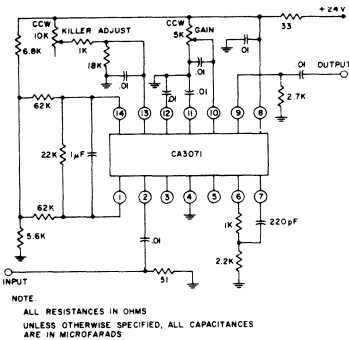 CCW
10K
KILLER ADJUST
CCW
5K
GAIN
33
+24V
6.8K
1K
18K
.01
.01
.01
.01
.01
.01
OUTPUT
2.7K
62K
14
13
12
11
10
9
8
22K
1μF
CA3071
62K
1
2
3
4
5
6
7
5.6K
.01
1K
220pF
2.2K
51
INPUT
NOTE:
ALL RESISTANCES IN OHMS
UNLESS OTHERWISE SPECIFIED, ALL CAPACITANCES
ARE IN MICROFARADS